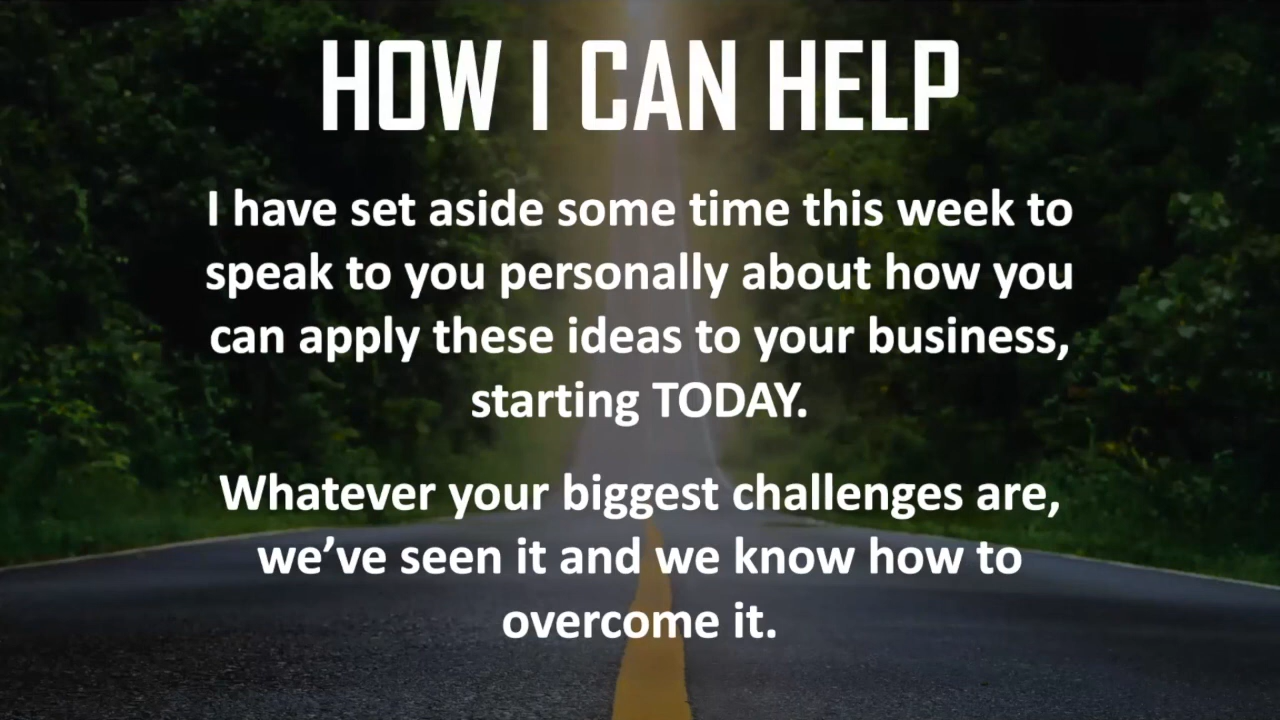 HOW I CAN HELP
I have set aside some time this week to
speak to you personally about how you
can apply these ideas to your business,
starting TODAY.
Whatever your biggest challenges are,
we’ve seen it and we know how to
overcome it.